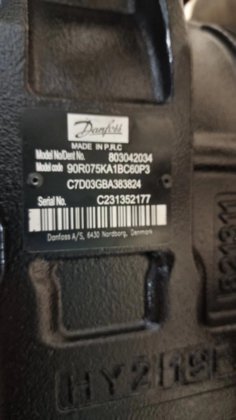 Danfoss
MADE IN P.R.C
Model No/Ident No. 803042034
Model code 90R075KA1BC60P3
C7D03GBA383824
Serial No. C231352177
Danfoss A/S, 6430 Nordborg, Denmark